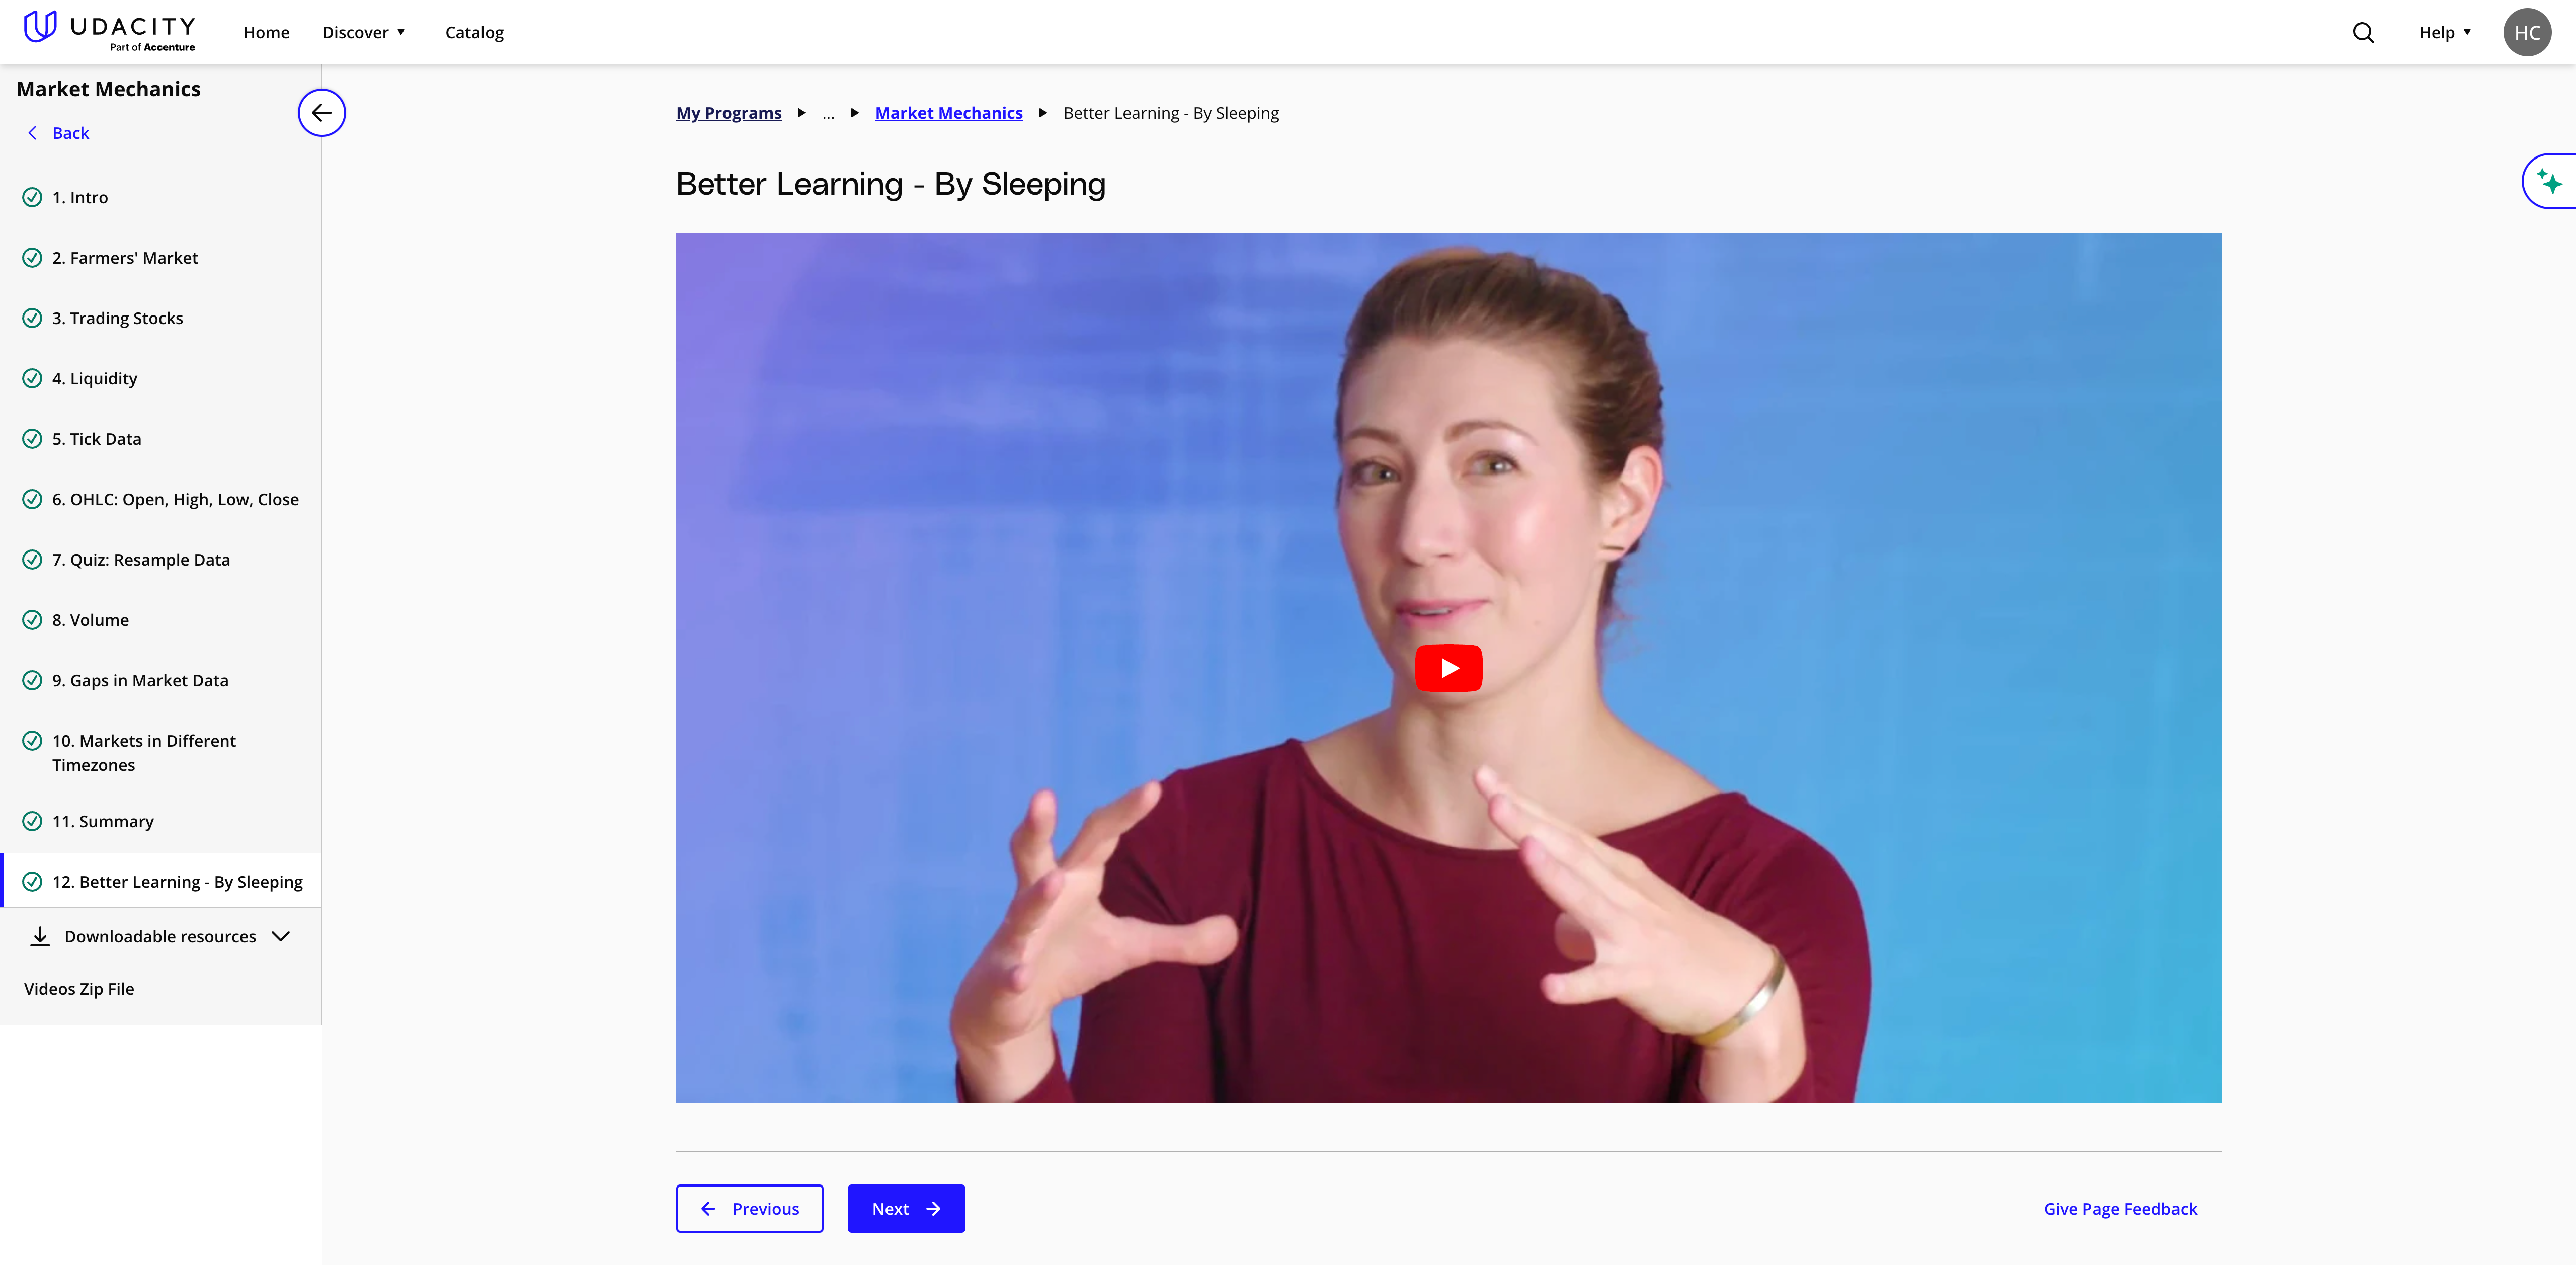 UDACITY
Part of Accenture
Home
Discover
Catalog
Help
HC
Market Mechanics
Back
1. Intro
2. Farmers' Market
3. Trading Stocks
4. Liquidity
5. Tick Data
6. OHLC: Open, High, Low, Close
7. Quiz: Resample Data
8. Volume
9. Gaps in Market Data
10. Markets in Different
Timezones
11. Summary
12. Better Learning - By Sleeping
Downloadable resources
Videos Zip File
My Programs ... Market Mechanics Better Learning - By Sleeping
Better Learning - By Sleeping
Previous
Next
Give Page Feedback